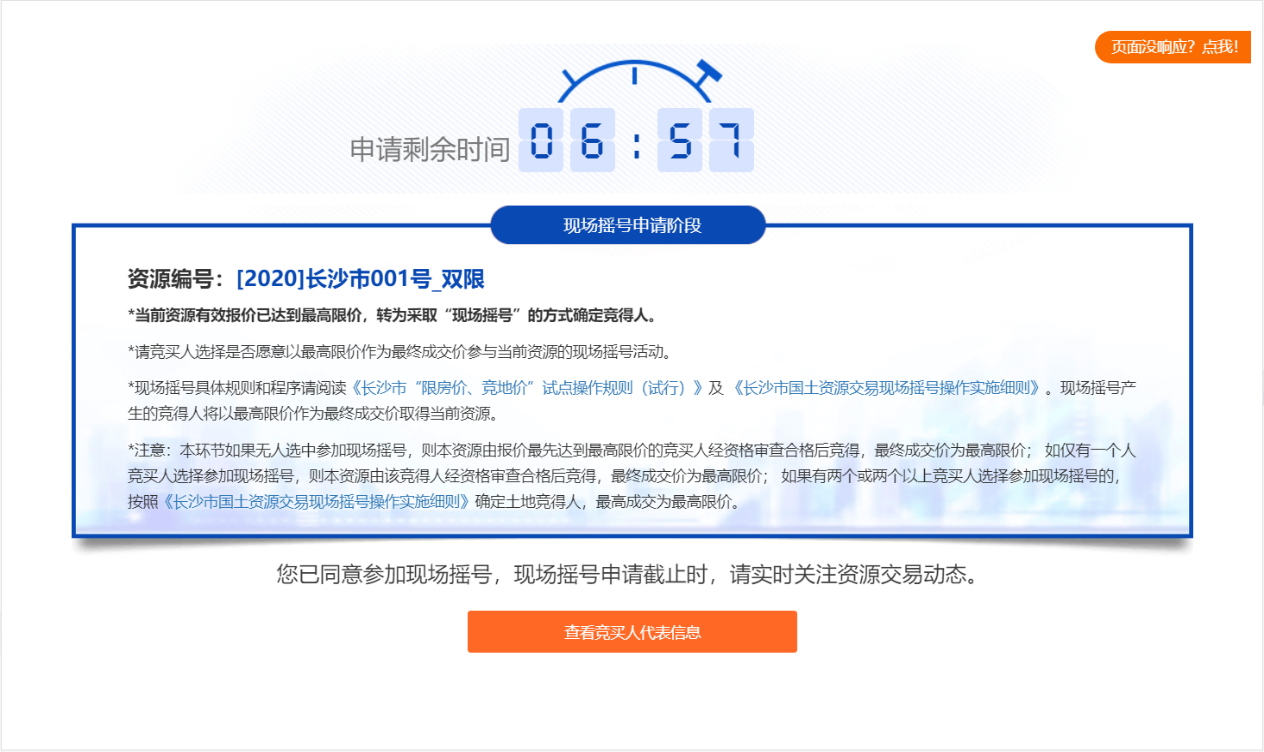 页面没响应？点我！
申请剩余时间 06:57
现场摇号申请阶段
资源编号：[2020]长沙市001号_双限
*当前资源有效报价已达到最高限价，转为采取“现场摇号”的方式确定竞得人。
*请竞买人选择是否愿意以最高限价作为最终成交价参与当前资源的现场摇号活动。
*现场摇号具体规则和程序请阅读《长沙市“限房价、竞地价”试点操作规则（试行）》及 《长沙市国土资源交易现场摇号操作实施细则》。现场摇号产
生的竞得人将以最高限价作为最终成交价取得当前资源。
*注意：本环节如果无人选中参加现场摇号，则本资源由报价最先达到最高限价的竞买人经资格审查合格后竞得，最终成交价为最高限价； 如仅有一个人
竞买人选择参加现场摇号，则本资源由该竞得人经资格审查合格后竞得，最终成交价为最高限价； 如果有两个或两个以上竞买人选择参加现场摇号的，
按照《长沙市国土资源交易现场摇号操作实施细则》确定土地竞得人，最高成交为最高限价。
您已同意参加现场摇号，现场摇号申请截止时，请实时关注资源交易动态。
查看竞买人代表信息